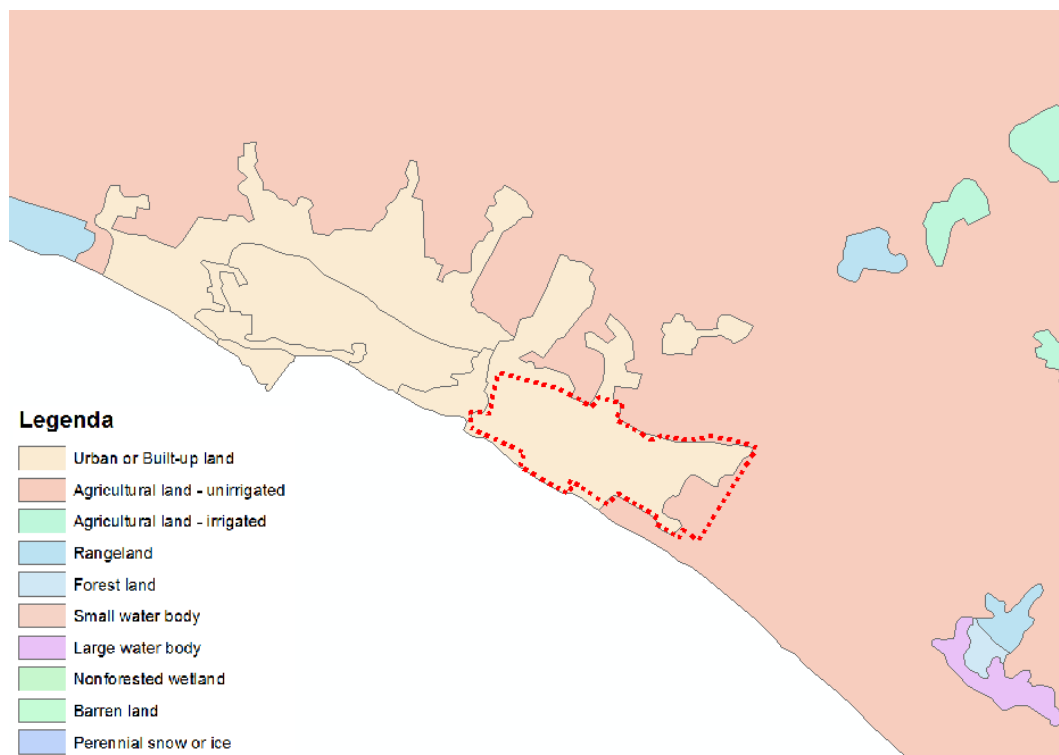 Legenda
Urban or Built-up land
Agricultural land - unirrigated
Agricultural land - irrigated
Rangeland
Forest land
Small water body
Large water body
Nonforested wetland
Barren land
Perennial snow or ice